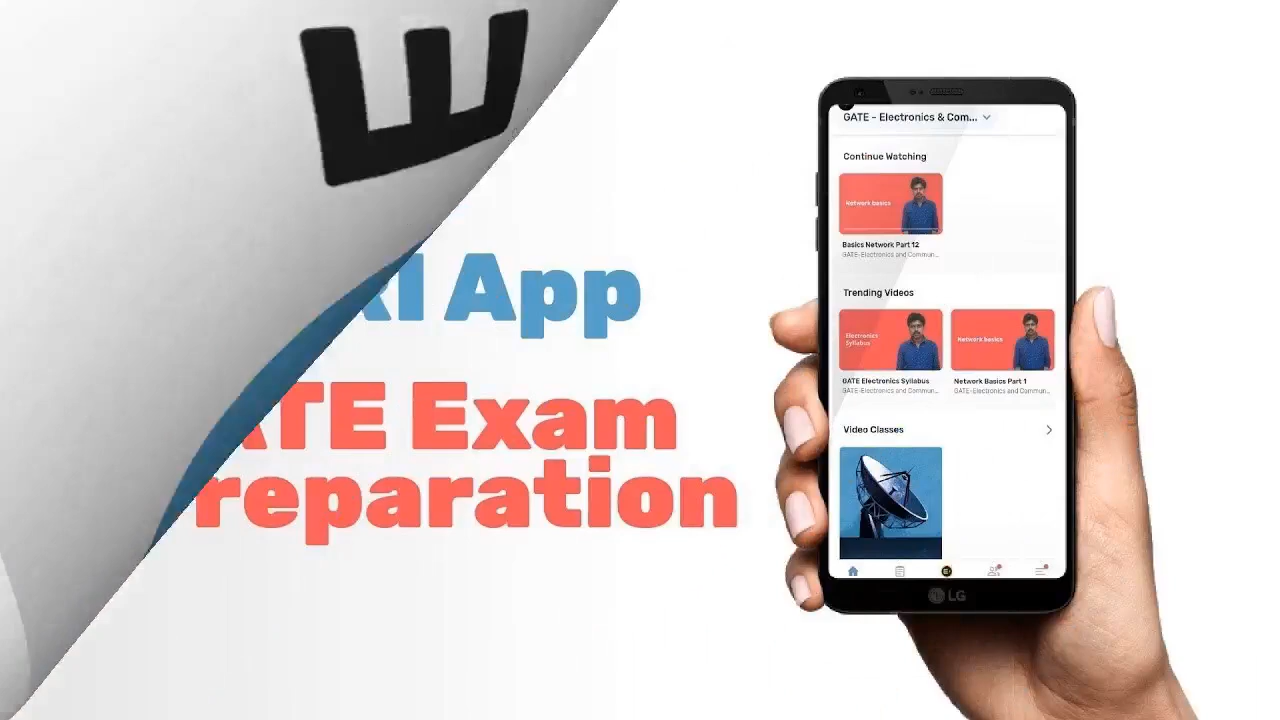 App
ATE Exam
reparation
GATE - Electronics & Com...
Continue Watching
Network basics
Basics Network Part 12
GATE-Electronics and Commun...
Trending Videos
Electronics
Syllabus
Network basics
GATE Electronics Syllabus
Network Basics Part 1
GATE-Electronics and Commun...
GATE-Electronics and Commun...
Video Classes
LG